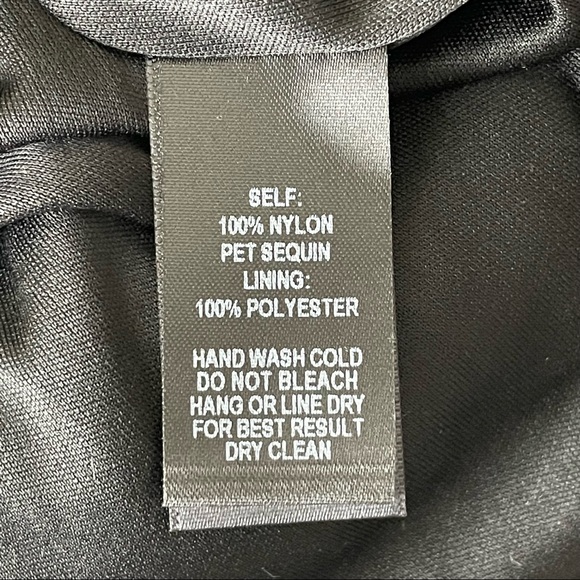 SELF:
100% NYLON
PET SEQUIN
LINING:
100% POLYESTER
HAND WASH COLD
DO NOT BLEACH
HANG OR LINE DRY
FOR BEST RESULT
DRY CLEAN